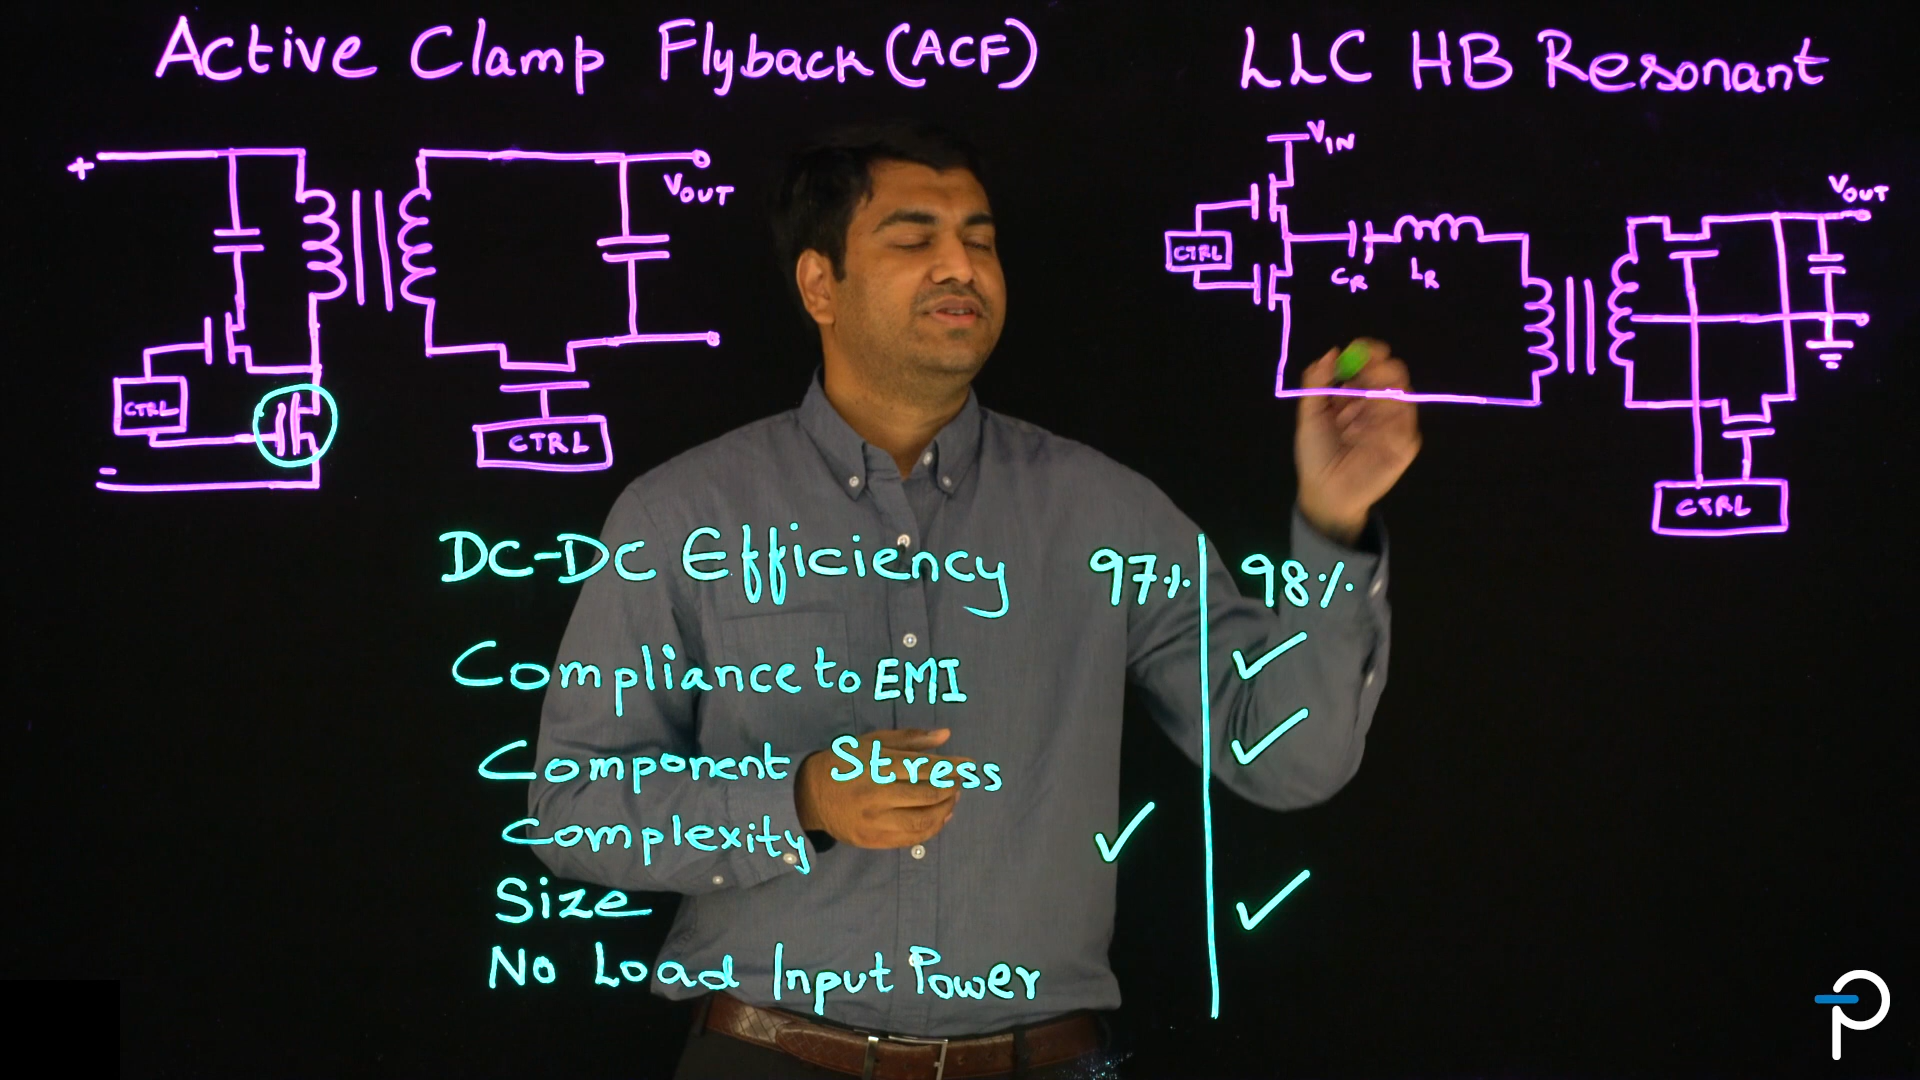 Active Clamp Flyback (ACF)
LLC HB Resonant
+
VOUT
CTRL
-
CTRL
VIN
CTRL
CR
LR
VOUT
CTRL
DC-DC Efficiency 97% 98%
Compliance to EMI ✓
Component Stress ✓
Complexity ✓
Size ✓
No Load Input Power